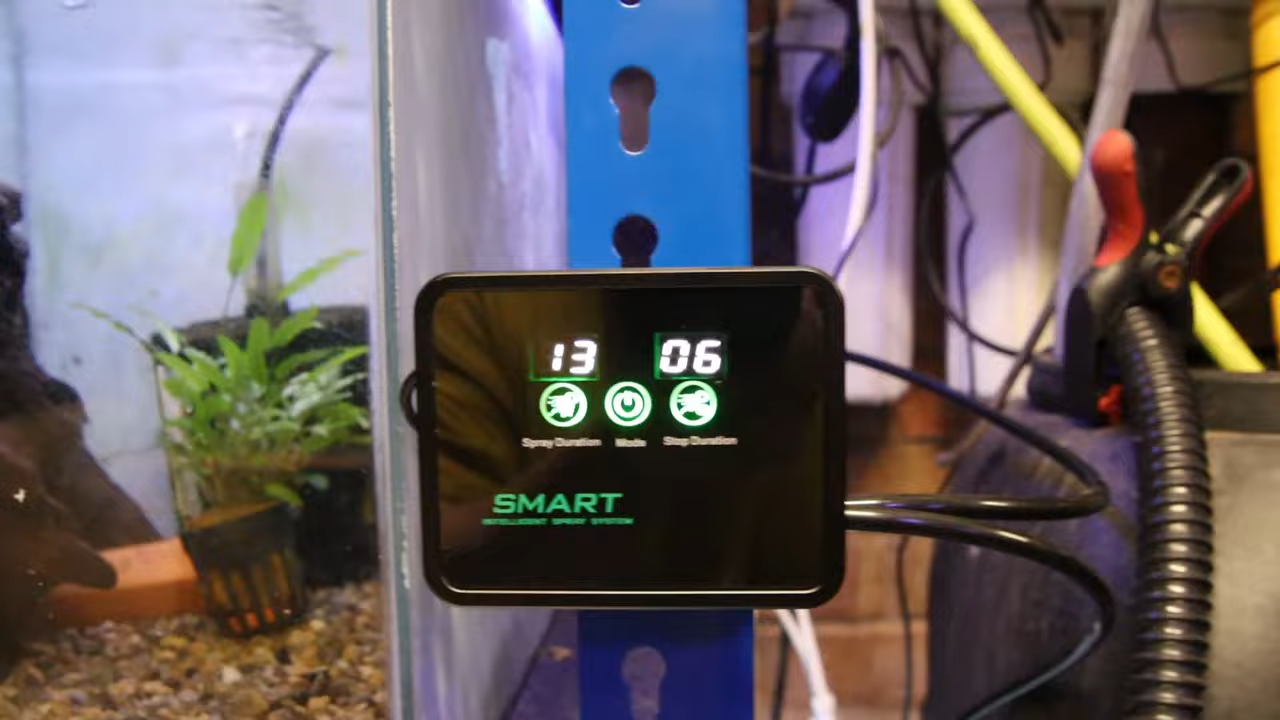 13 06
Spray Duration Mode Stop Duration
SMART
INTELLIGENT SPRAY SYSTEM